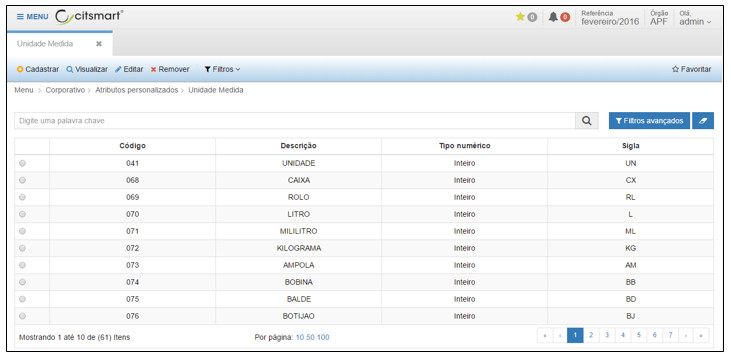 ≡ MENU citsmart® 0 0 Referência fevereiro/2016 Órgão APF Olá, admin
Unidade Medida ×
Cadastrar Visualizar Editar Remover Filtros Favoritar
Menu > Corporativo > Atributos personalizados > Unidade Medida
Digite uma palavra chave Filtros avançados
Código Descrição Tipo numérico Sigla
041 UNIDADE Inteiro UN
068 CAIXA Inteiro CX
069 ROLO Inteiro RL
070 LITRO Inteiro L
071 MILILITRO Inteiro ML
072 KILOGRAMA Inteiro KG
073 AMPOLA Inteiro AM
074 BOBINA Inteiro BB
075 BALDE Inteiro BD
076 BOTIJAO Inteiro BJ
Mostrando 1 até 10 de (61) Itens Por página: 10 50 100 « ‹ 1 2 3 4 5 6 7 › »